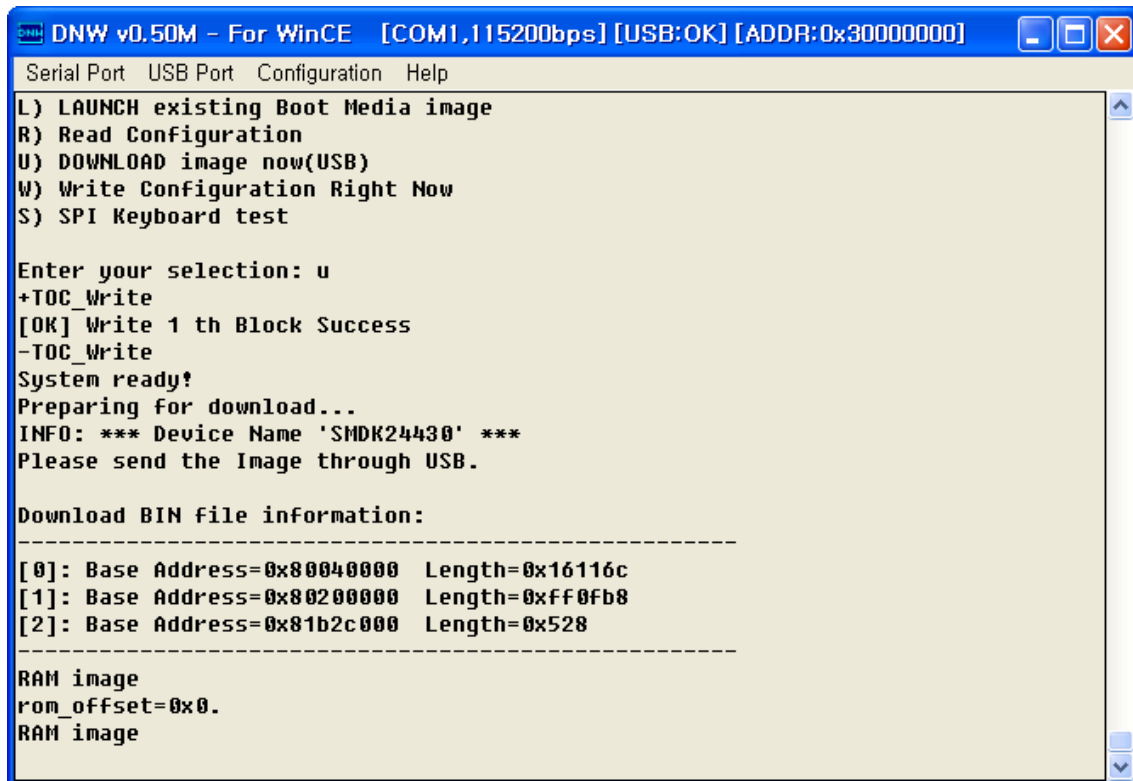 DNW v0.50M - For WinCE [COM1,115200bps] [USB:OK] [ADDR:0x30000000]
Serial Port USB Port Configuration Help
L) LAUNCH existing Boot Media image
R) Read Configuration
U) DOWNLOAD image now(USB)
W) Write Configuration Right Now
S) SPI Keyboard test
Enter your selection: u
+TOC_Write
[OK] Write 1 th Block Success
-TOC_Write
System ready!
Preparing for download...
INFO: *** Device Name 'SMDK24430' ***
Please send the Image through USB.
Download BIN file information:
-----------------------------------------------------
[0]: Base Address=0x80040000 Length=0x16116c
[1]: Base Address=0x80200000 Length=0xff0fb8
[2]: Base Address=0x81b2c000 Length=0x528
-----------------------------------------------------
RAM image
rom_offset=0x0.
RAM image